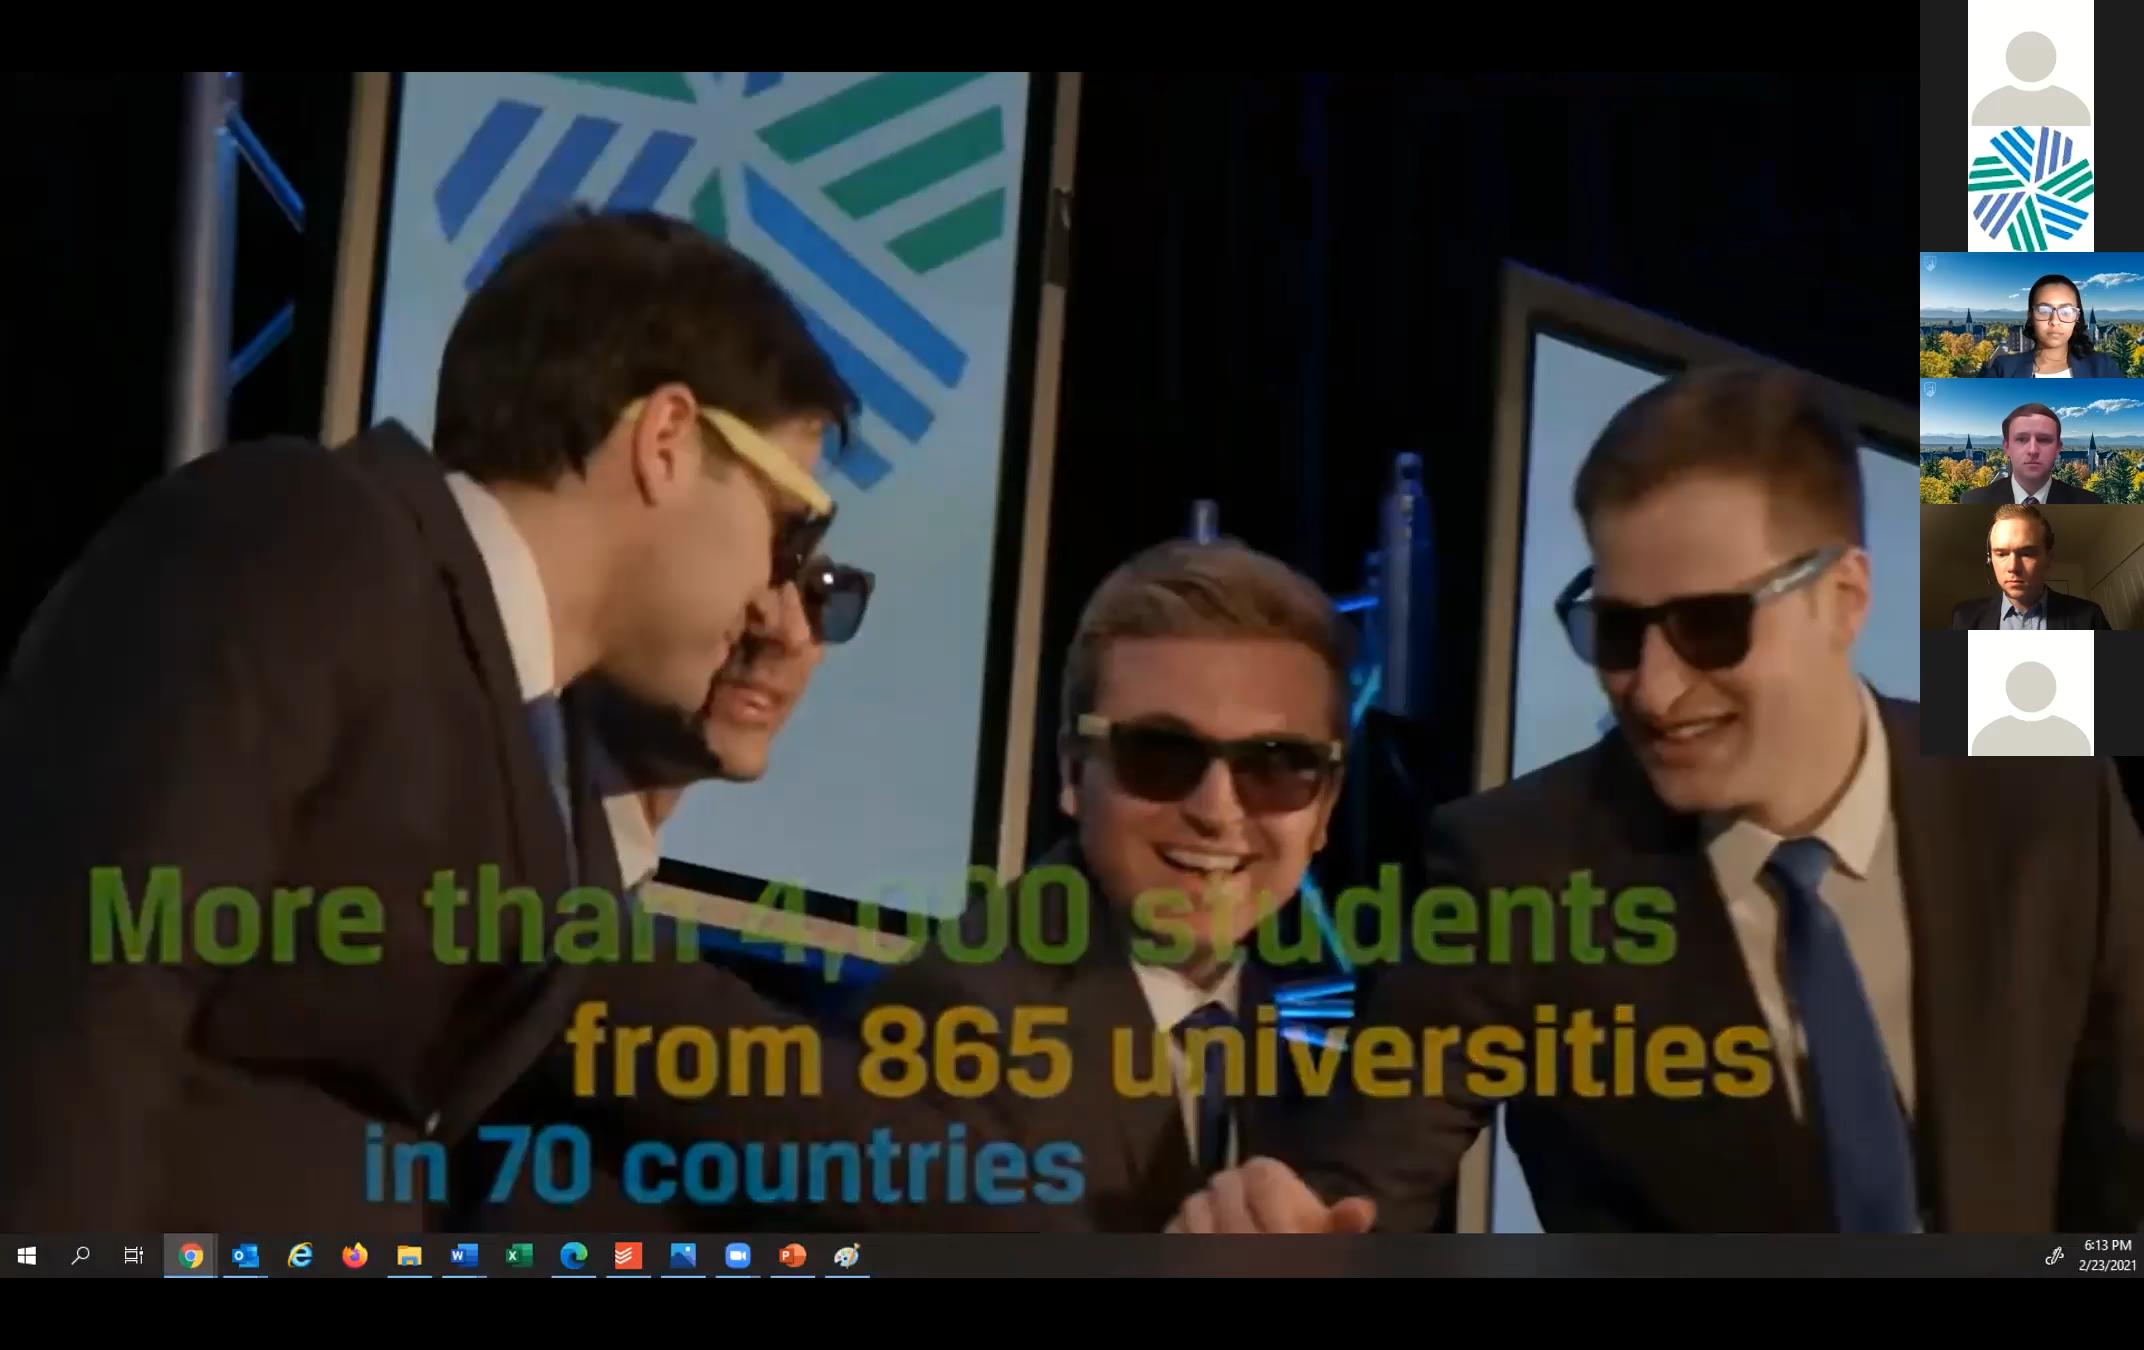 More than 4,000 students
from 865 universities
in 70 countries
6:13 PM
2/23/2021